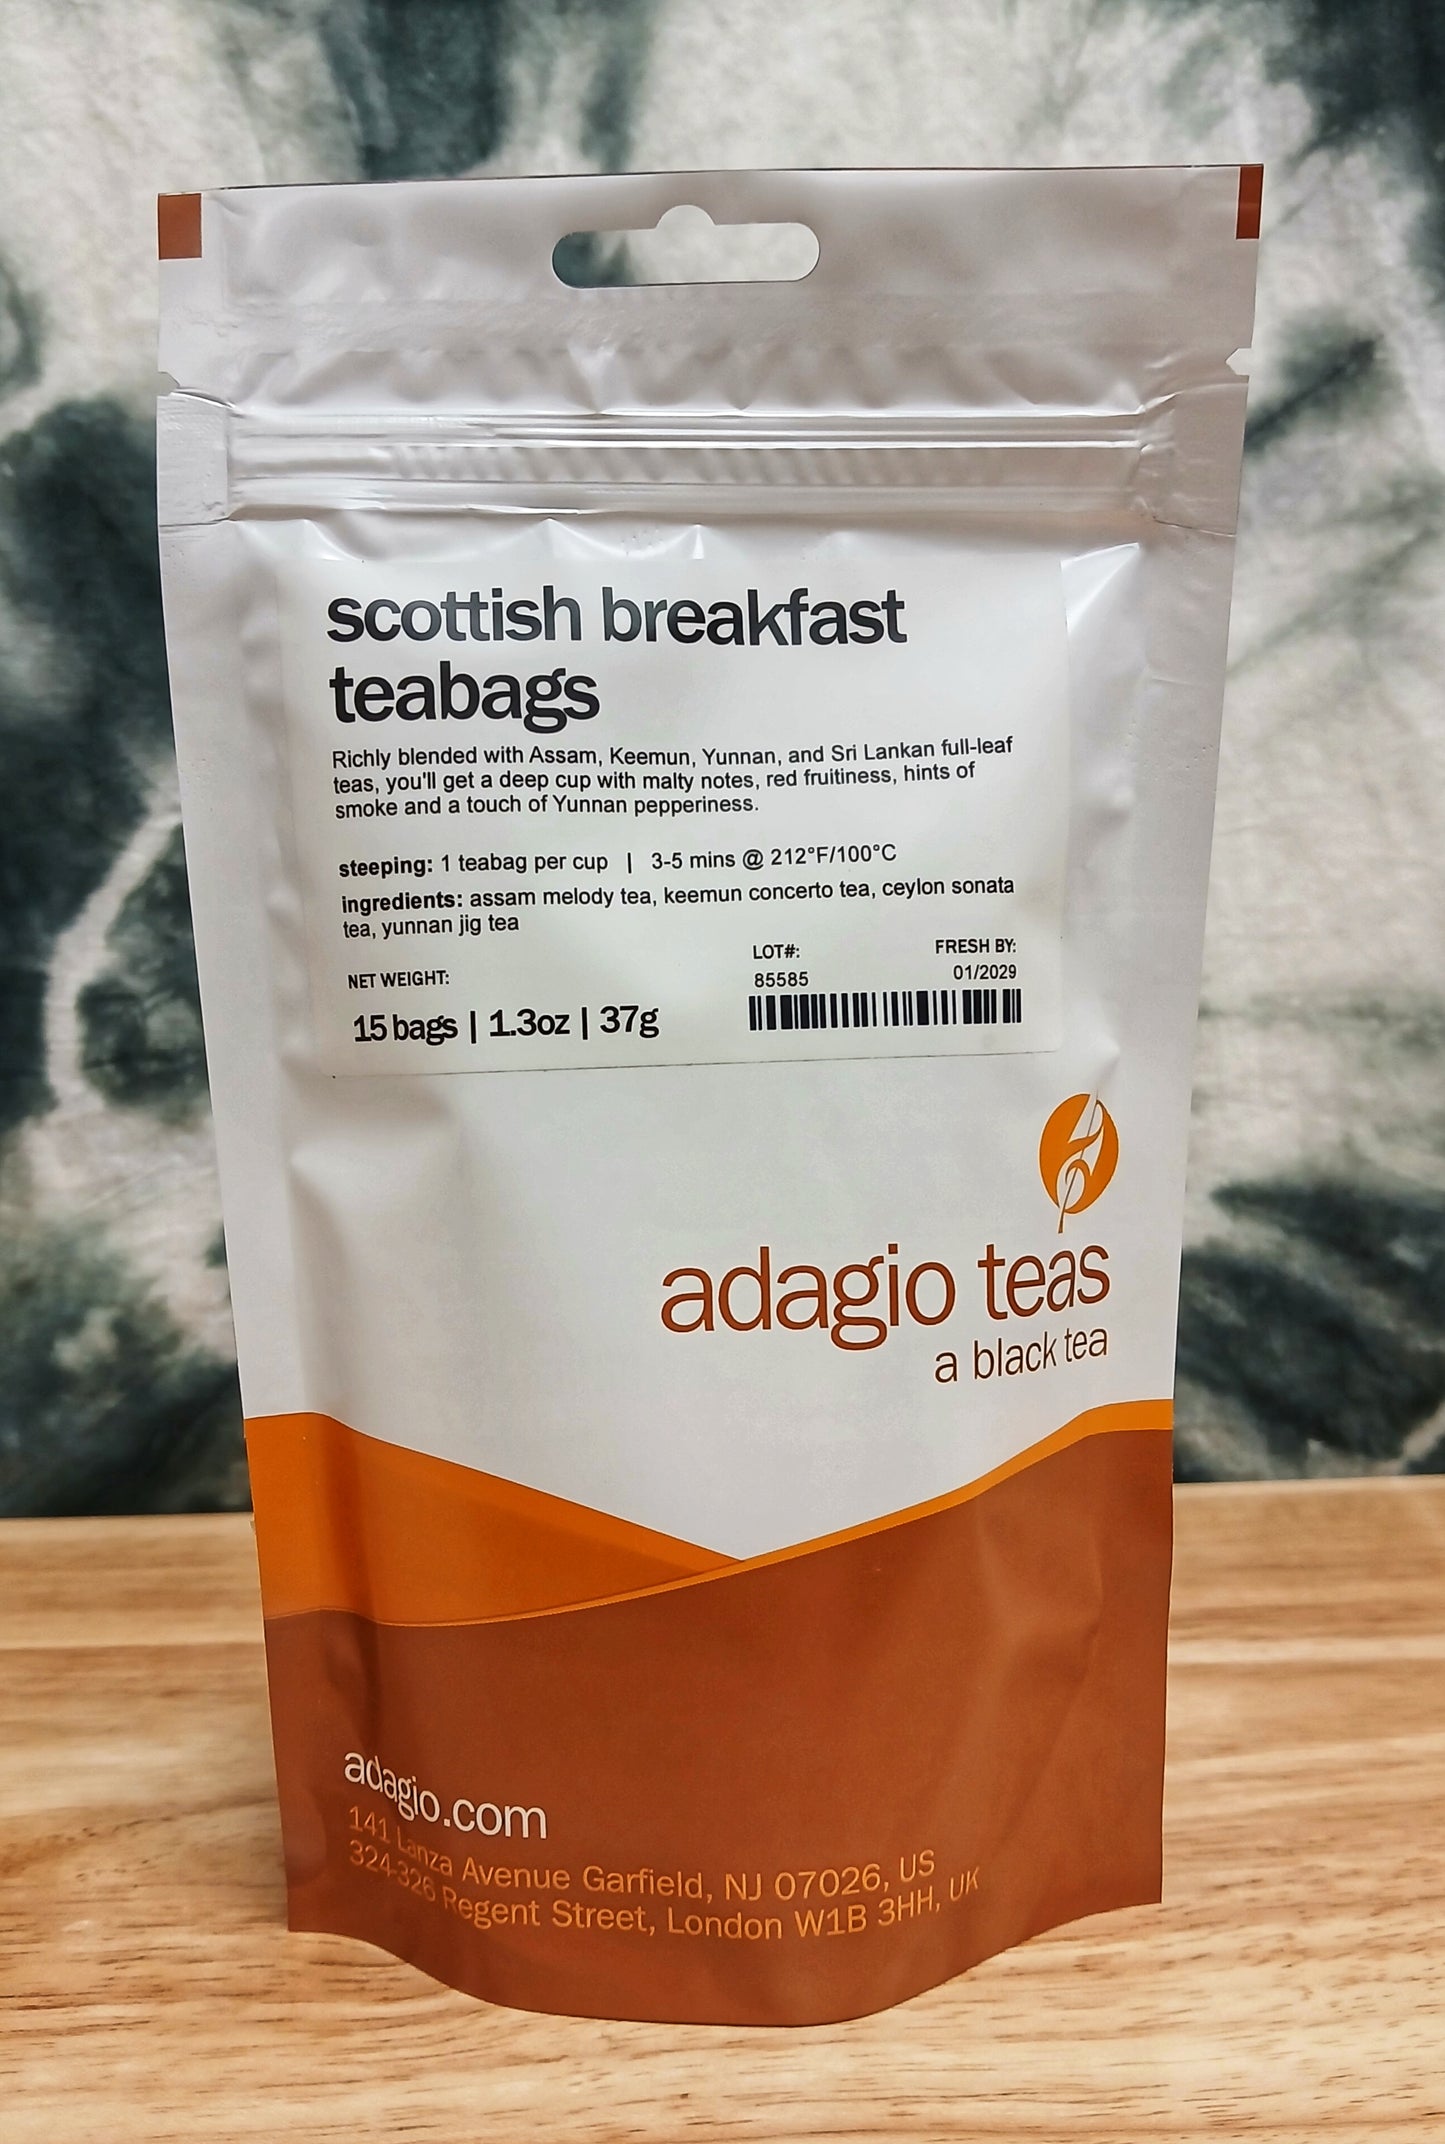 scottish breakfast
teabags
Richly blended with Assam, Keemun, Yunnan, and Sri Lankan full-leaf
teas, you'll get a deep cup with malty notes, red fruitiness, hints of
smoke and a touch of Yunnan pepperiness.
steeping: 1 teabag per cup | 3-5 mins @ 212°F/100°C
ingredients: assam melody tea, keemun concerto tea, ceylon sonata
tea, yunnan jig tea
NET WEIGHT:
15 bags | 1.3oz | 37g
LOT#:
85585
FRESH BY:
01/2029
adagio teas
a black tea
adagio.com
141 Lanza Avenue Garfield, NJ 07026, US
324-326 Regent Street, London W1B 3HH, UK